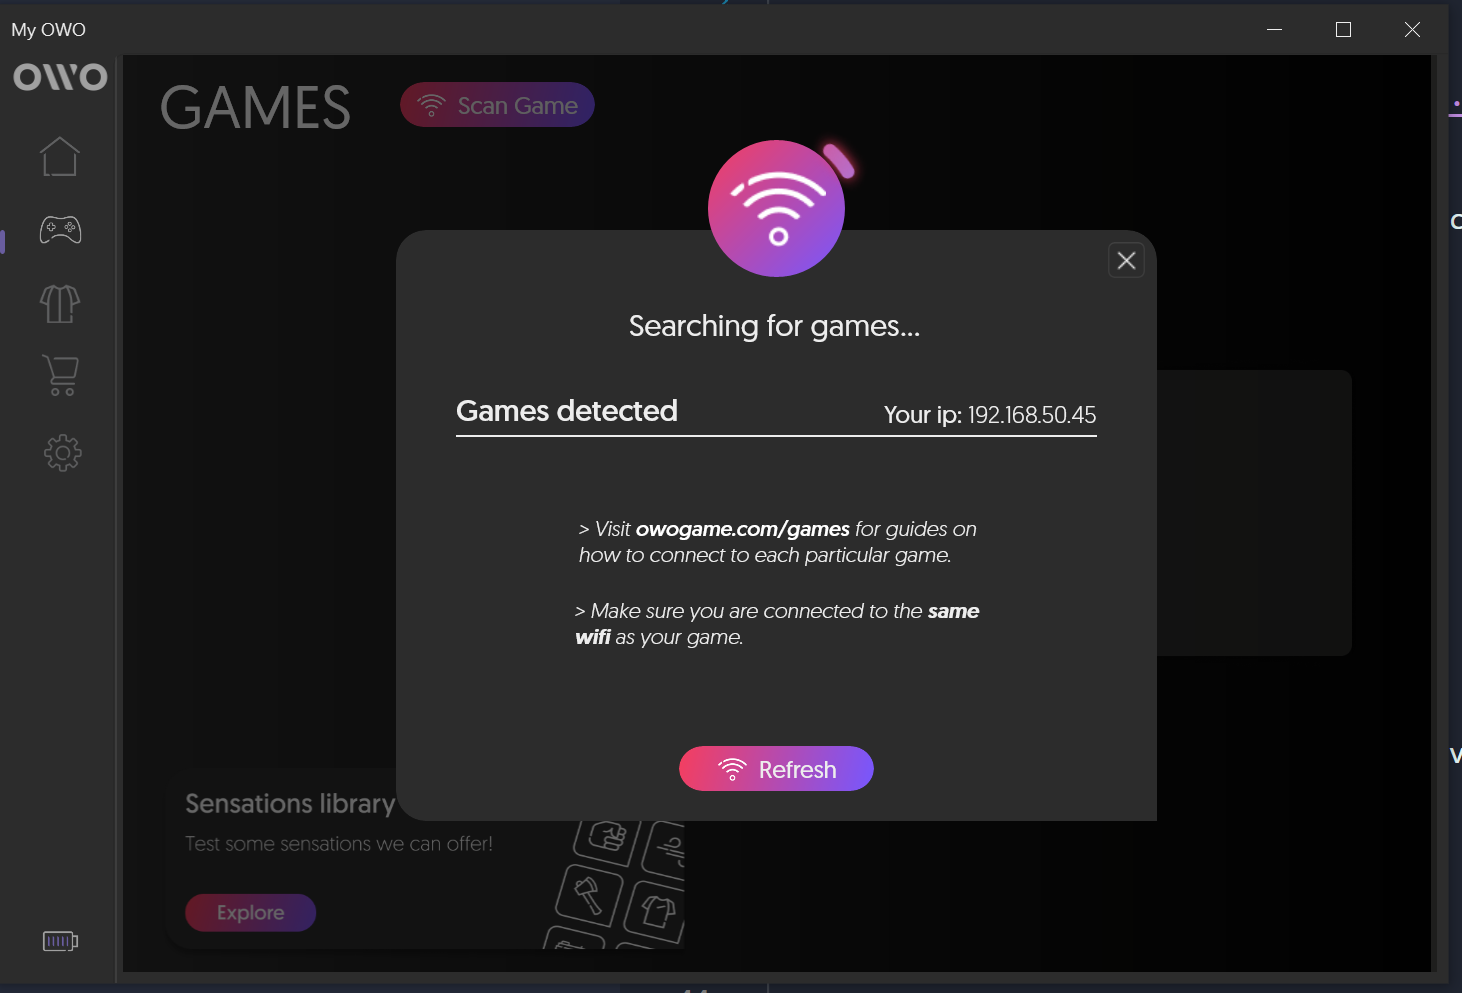 My OWO
OWO
GAMES
Scan Game
Searching for games...
Games detected
Your ip: 192.168.50.45
> Visit owogame.com/games for guides on
how to connect to each particular game.
> Make sure you are connected to the same
wifi as your game.
Refresh
Sensations library
Test some sensations we can offer!
Explore